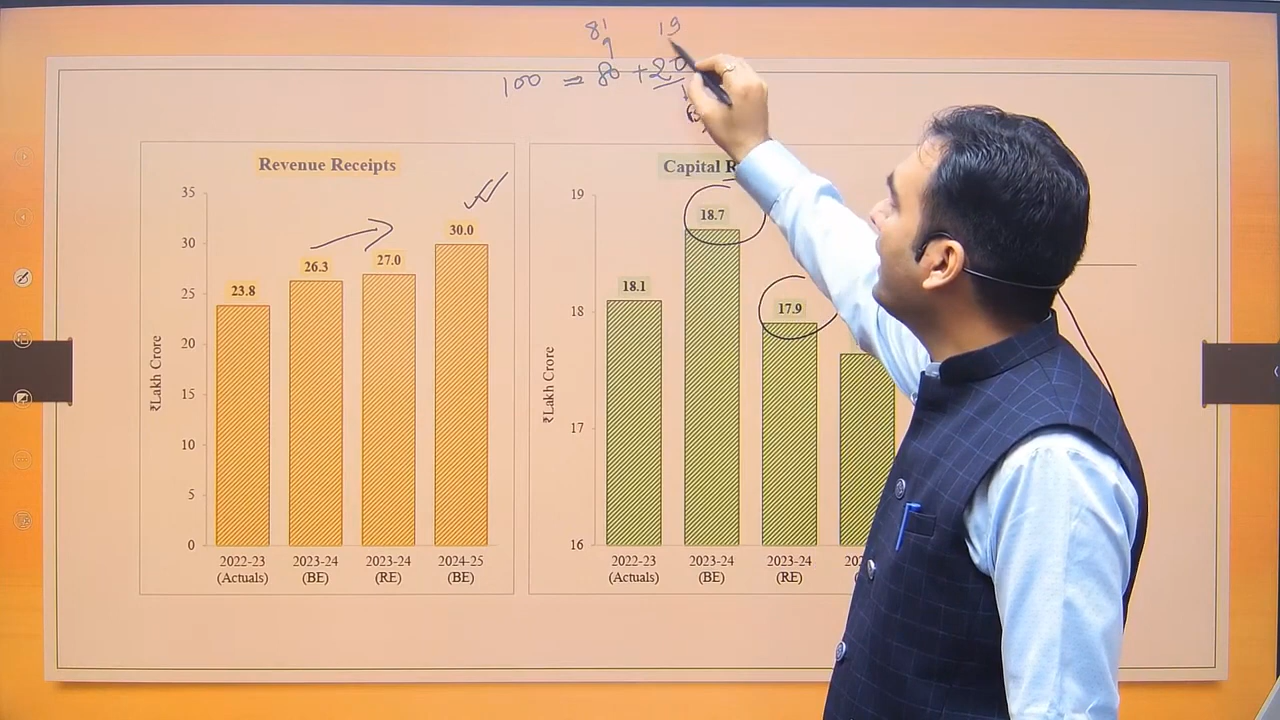 81 19
100 = 80 + 20
Revenue Receipts
35
30
25
20
15
10
5
0
₹Lakh Crore
23.8
26.3
27.0
30.0
2022-23
(Actuals)
2023-24
(BE)
2023-24
(RE)
2024-25
(BE)
Capital
19
18
17
16
₹Lakh Crore
18.1
18.7
17.9
2022-23
(Actuals)
2023-24
(BE)
2023-24
(RE)